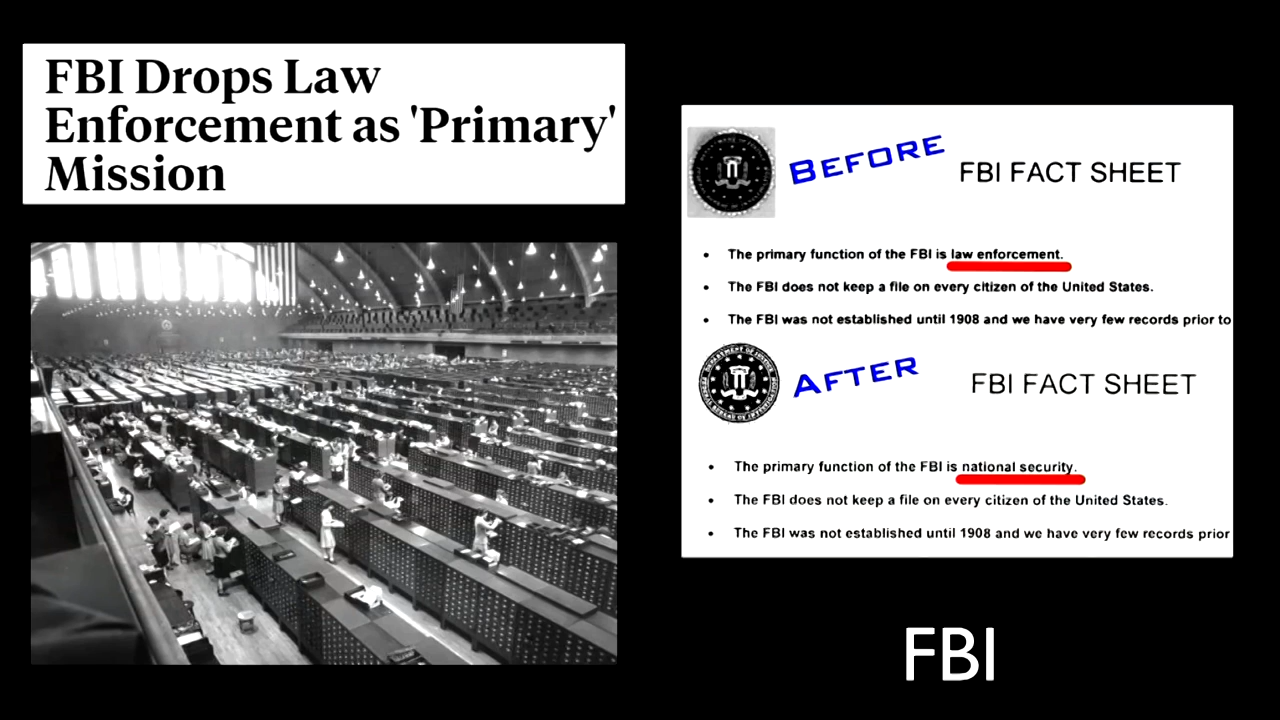 FBI Drops Law
Enforcement as 'Primary'
Mission
BEFORE
FBI FACT SHEET
• The primary function of the FBI is law enforcement.
• The FBI does not keep a file on every citizen of the United States.
• The FBI was not established until 1908 and we have very few records prior to
AFTER
FBI FACT SHEET
• The primary function of the FBI is national security.
• The FBI does not keep a file on every citizen of the United States.
• The FBI was not established until 1908 and we have very few records prior
FBI